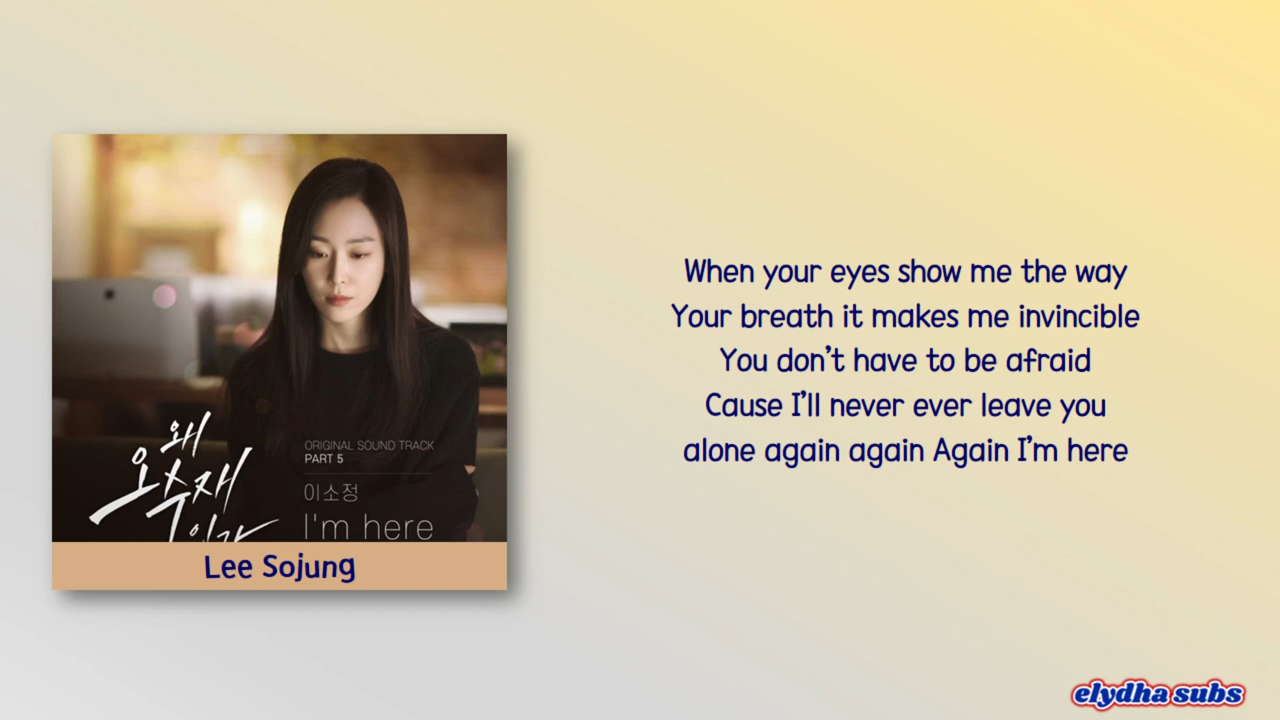 왜
오수재
인가
ORIGINAL SOUND TRACK
PART 5
이소정
I'm here
Lee Sojung
When your eyes show me the way
Your breath it makes me invincible
You don't have to be afraid
Cause I'll never ever leave you
alone again again Again I'm here
elydha subs